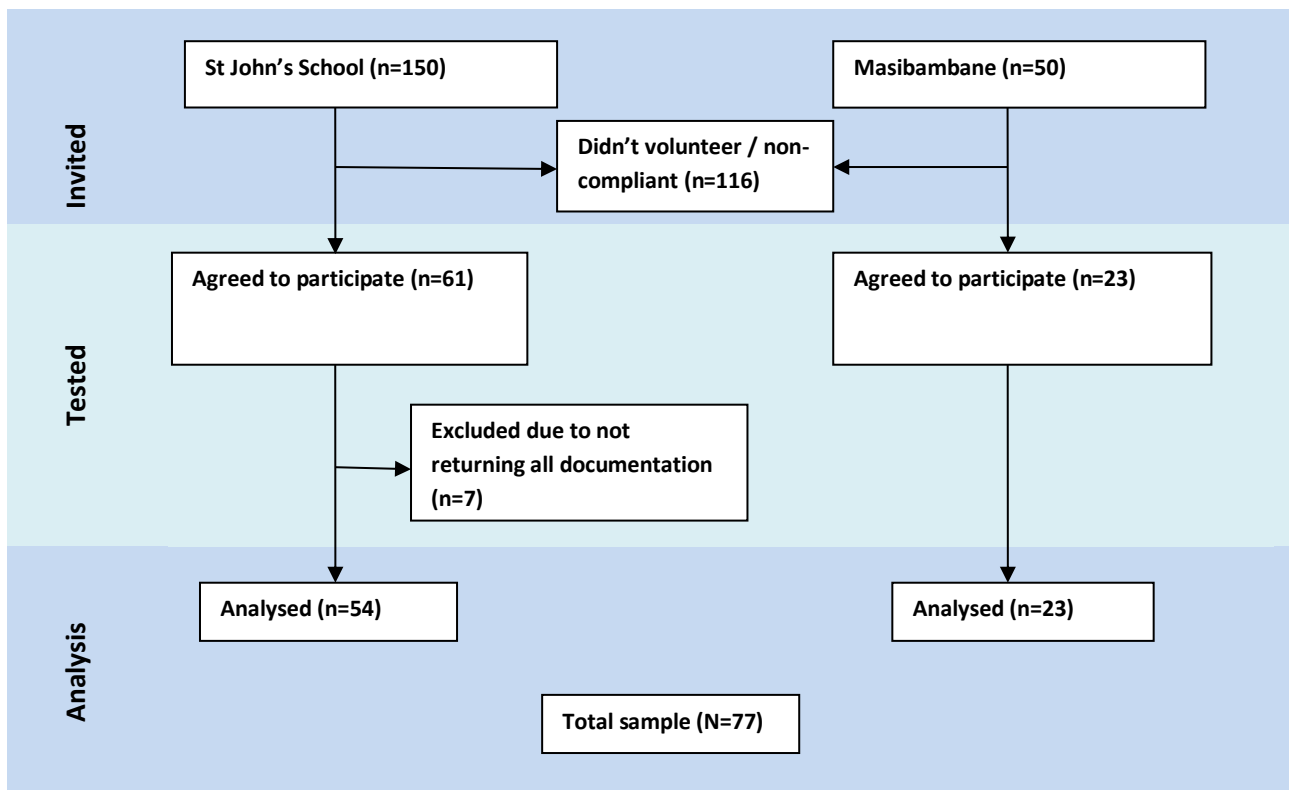 St John’s School (n=150)
Masibambane (n=50)
Invited
Didn’t volunteer / non-
compliant (n=116)
Agreed to participate (n=61)
Agreed to participate (n=23)
Tested
Excluded due to not
returning all documentation
(n=7)
Analysed (n=54)
Analysed (n=23)
Analysis
Total sample (N=77)